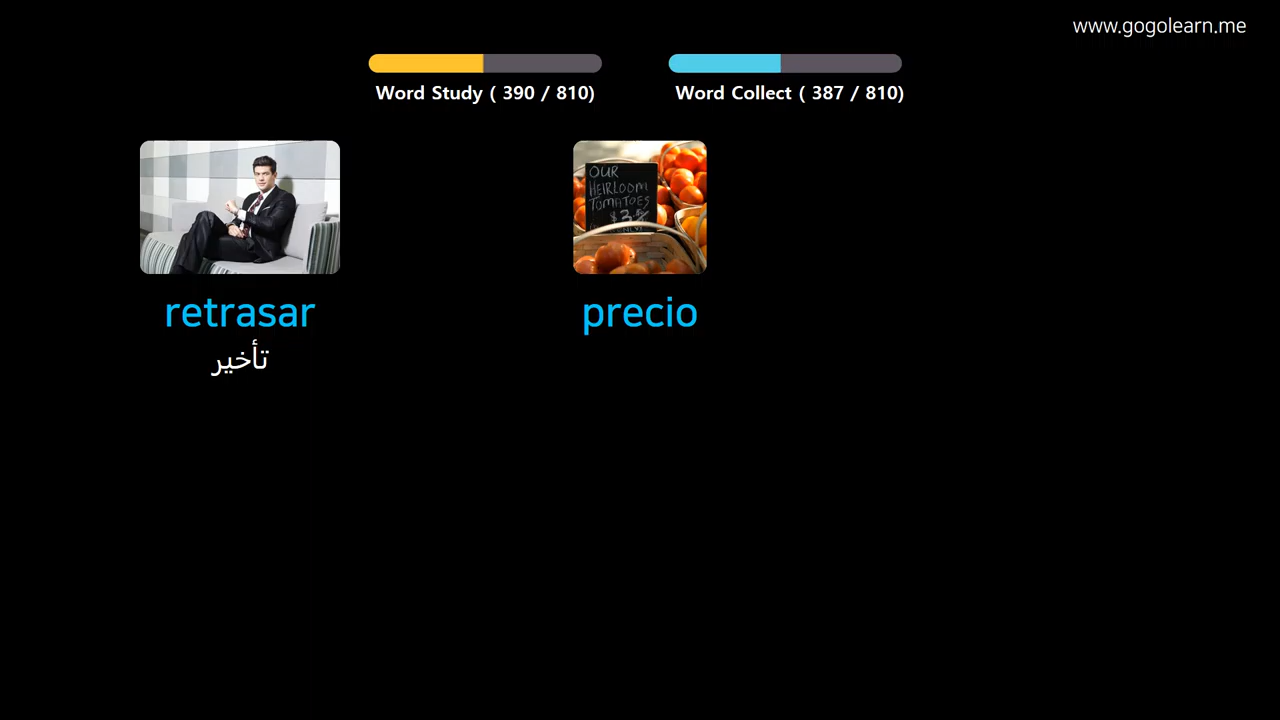 www.gogolearn.me
Word Study ( 390 / 810)
Word Collect ( 387 / 810)
OUR
HEIRLOOM
TOMATOES
retrasar
precio
تأخير